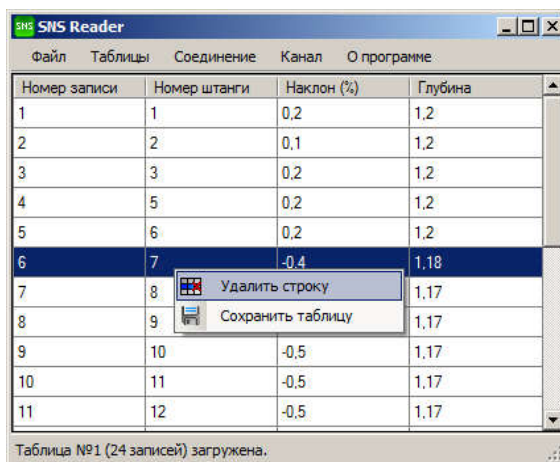 SNS SNS Reader
Файл Таблицы Соединение Канал О программе
Номер записи Номер штанги Наклон (%) Глубина
1 1 0,2 1,2
2 2 0,1 1,2
3 3 0,2 1,2
4 5 0,2 1,2
5 6 0,2 1,2
6 7 -0,4 1,18
7 8 1,17
Удалить строку
8 9 1,17
Сохранить таблицу
9 10 -0,5 1,17
10 11 -0,5 1,17
11 12 -0,5 1,17
Таблица №1 (24 записей) загружена.